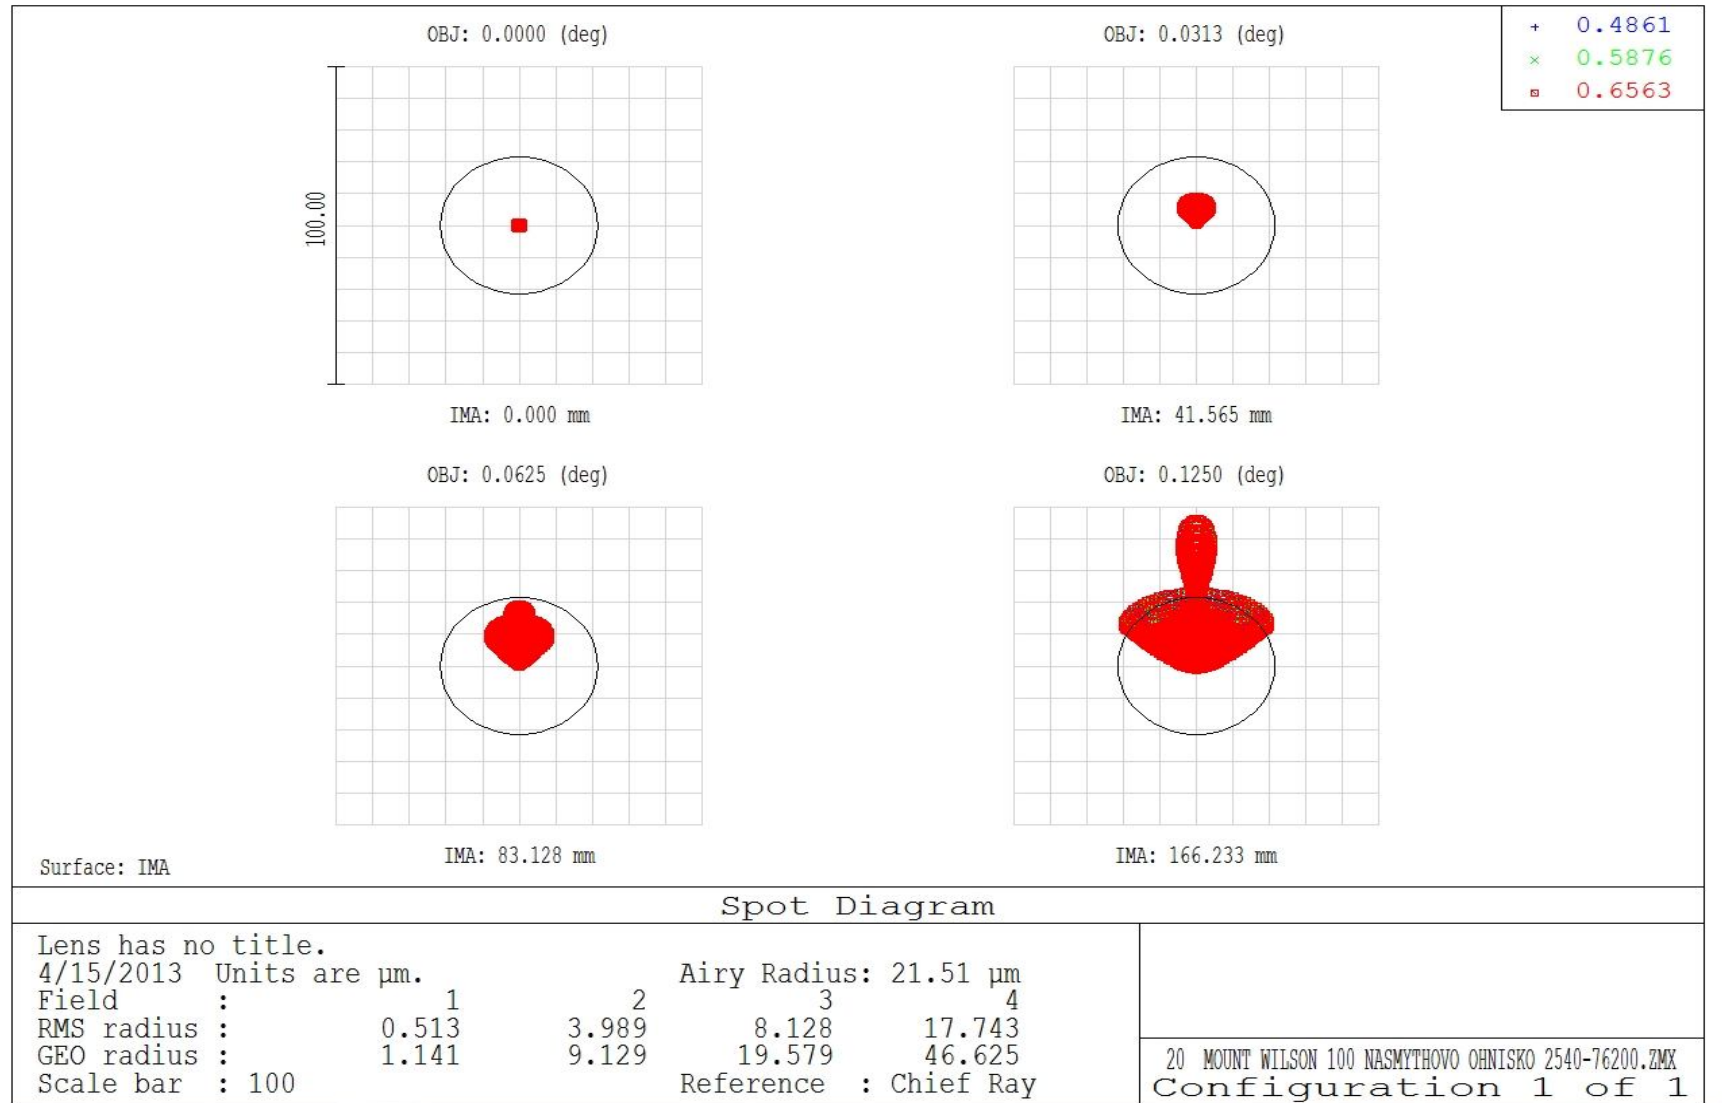 OBJ: 0.0000 (deg)
OBJ: 0.0313 (deg)
+ 0.4861
× 0.5876
0.6563
100.00
IMA: 0.000 mm
IMA: 41.565 mm
OBJ: 0.0625 (deg)
OBJ: 0.1250 (deg)
IMA: 83.128 mm
IMA: 166.233 mm
Surface: IMA
Spot Diagram
Lens has no title.
4/15/2013 Units are µm. Airy Radius: 21.51 µm
Field : 1 2 3 4
RMS radius : 0.513 3.989 8.128 17.743
GEO radius : 1.141 9.129 19.579 46.625
Scale bar : 100 Reference : Chief Ray
20 MOUNT WILSON 100 NASMYTHOVO OHNISKO 2540-76200.ZMX
Configuration 1 of 1